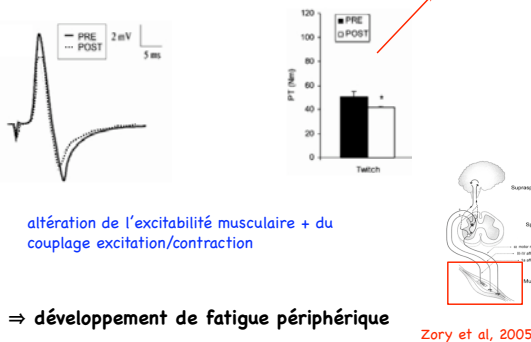 PRE
POST
2 mV
5 ms
120
100
80
60
40
20
0
PT (Nm)
PRE
POST
*
Twitch
altération de l'excitabilité musculaire + du
couplage excitation/contraction
⇒ développement de fatigue périphérique
Zory et al, 2005